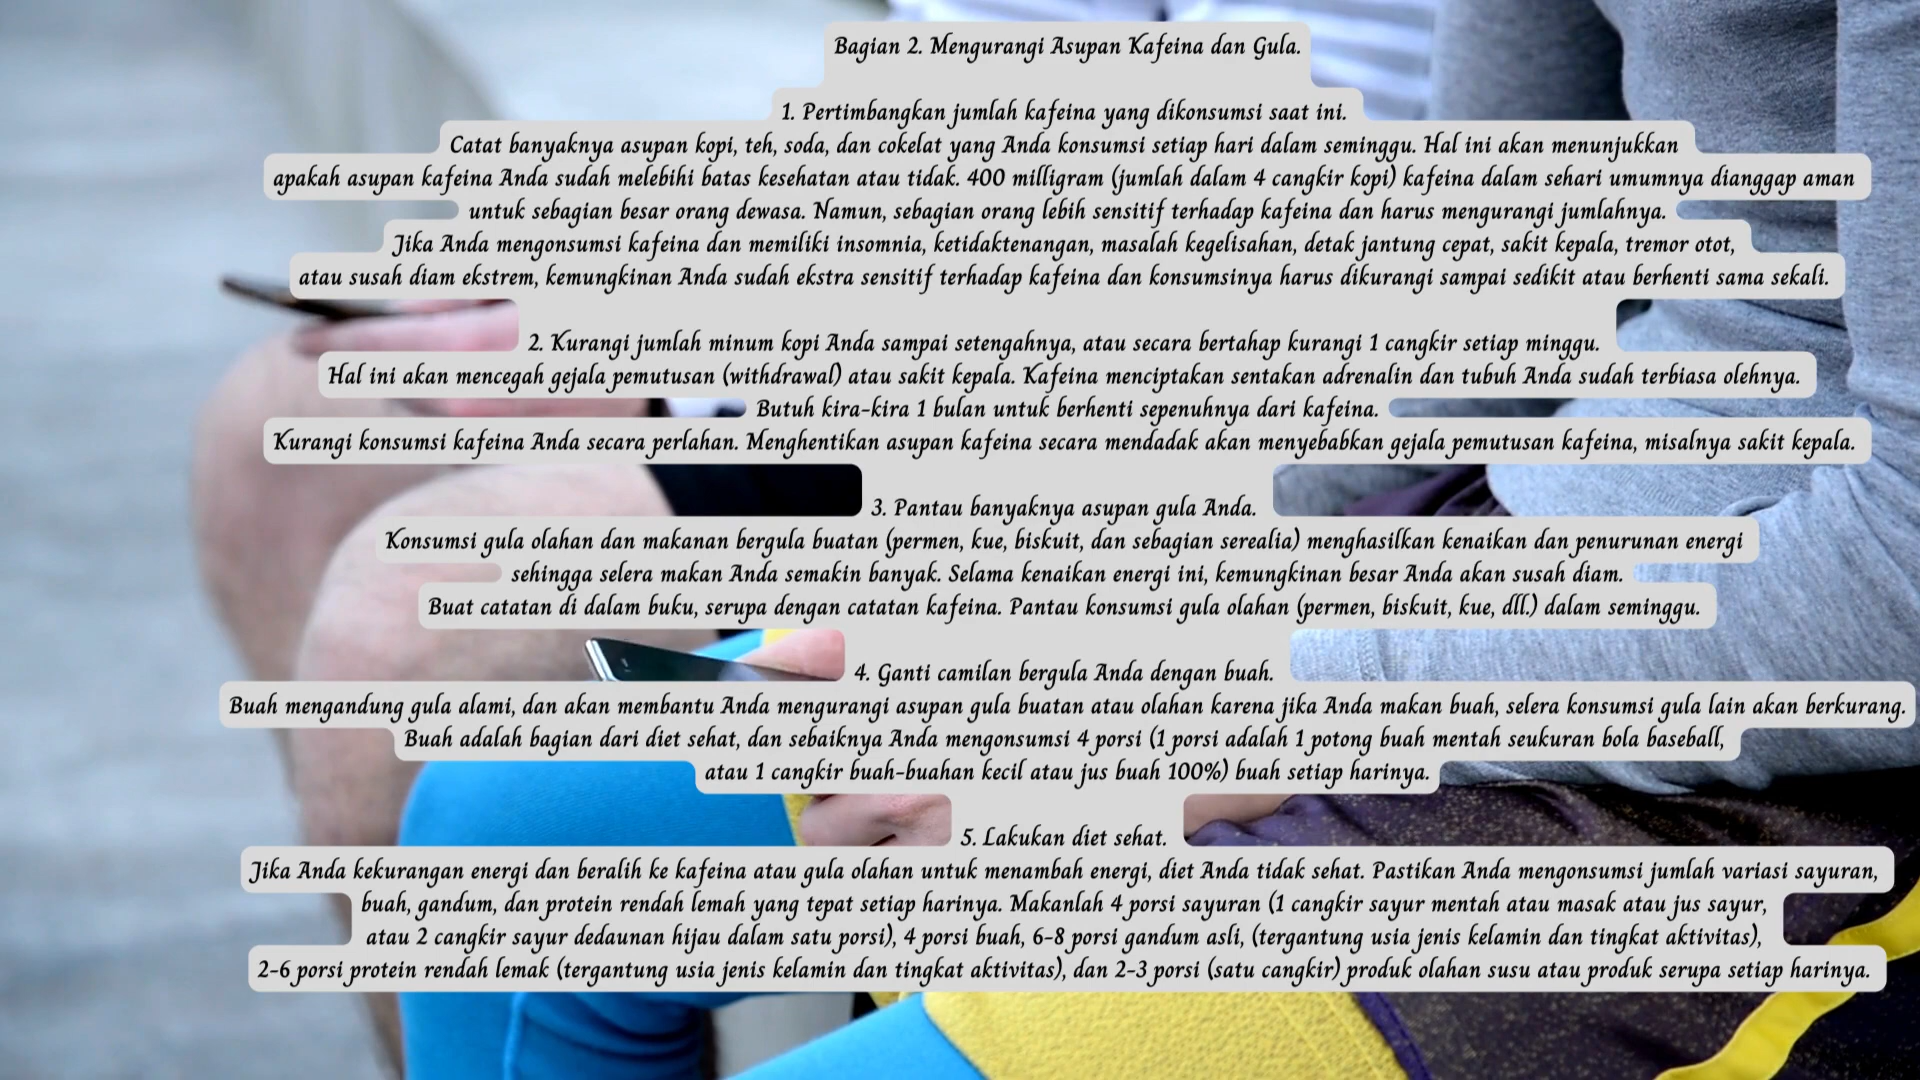 Bagian 2. Mengurangi Asupan Kafeina dan Gula.
1. Pertimbangkan jumlah kafeina yang dikonsumsi saat ini.
Catat banyaknya asupan kopi, teh, soda, dan cokelat yang Anda konsumsi setiap hari dalam seminggu. Hal ini akan menunjukkan
apakah asupan kafeina Anda sudah melebihi batas kesehatan atau tidak. 400 milligram (jumlah dalam 4 cangkir kopi) kafeina dalam sehari umumnya dianggap aman
untuk sebagian besar orang dewasa. Namun, sebagian orang lebih sensitif terhadap kafeina dan harus mengurangi jumlahnya.
Jika Anda mengonsumsi kafeina dan memiliki insomnia, ketidaktenangan, masalah kegelisahan, detak jantung cepat, sakit kepala, tremor otot,
atau susah diam ekstrem, kemungkinan Anda sudah ekstra sensitif terhadap kafeina dan konsumsinya harus dikurangi sampai sedikit atau berhenti sama sekali.
2. Kurangi jumlah minum kopi Anda sampai setengahnya, atau secara bertahap kurangi 1 cangkir setiap minggu.
Hal ini akan mencegah gejala pemutusan (withdrawal) atau sakit kepala. Kafeina menciptakan sentakan adrenalin dan tubuh Anda sudah terbiasa olehnya.
Butuh kira-kira 1 bulan untuk berhenti sepenuhnya dari kafeina.
Kurangi konsumsi kafeina Anda secara perlahan. Menghentikan asupan kafeina secara mendadak akan menyebabkan gejala pemutusan kafeina, misalnya sakit kepala.
3. Pantau banyaknya asupan gula Anda.
Konsumsi gula olahan dan makanan bergula buatan (permen, kue, biskuit, dan sebagian serealia) menghasilkan kenaikan dan penurunan energi
sehingga selera makan Anda semakin banyak. Selama kenaikan energi ini, kemungkinan besar Anda akan susah diam.
Buat catatan di dalam buku, serupa dengan catatan kafeina. Pantau konsumsi gula olahan (permen, biskuit, kue, dll.) dalam seminggu.
4. Ganti camilan bergula Anda dengan buah.
Buah mengandung gula alami, dan akan membantu Anda mengurangi asupan gula buatan atau olahan karena jika Anda makan buah, selera konsumsi gula lain akan berkurang.
Buah adalah bagian dari diet sehat, dan sebaiknya Anda mengonsumsi 4 porsi (1 porsi adalah 1 potong buah mentah seukuran bola baseball,
atau 1 cangkir buah-buahan kecil atau jus buah 100%) buah setiap harinya.
5. Lakukan diet sehat.
Jika Anda kekurangan energi dan beralih ke kafeina atau gula olahan untuk menambah energi, diet Anda tidak sehat. Pastikan Anda mengonsumsi jumlah variasi sayuran,
buah, gandum, dan protein rendah lemah yang tepat setiap harinya. Makanlah 4 porsi sayuran (1 cangkir sayur mentah atau masak atau jus sayur,
atau 2 cangkir sayur dedaunan hijau dalam satu porsi), 4 porsi buah, 6-8 porsi gandum asli, (tergantung usia jenis kelamin dan tingkat aktivitas),
2-6 porsi protein rendah lemak (tergantung usia jenis kelamin dan tingkat aktivitas), dan 2-3 porsi (satu cangkir) produk olahan susu atau produk serupa setiap harinya.